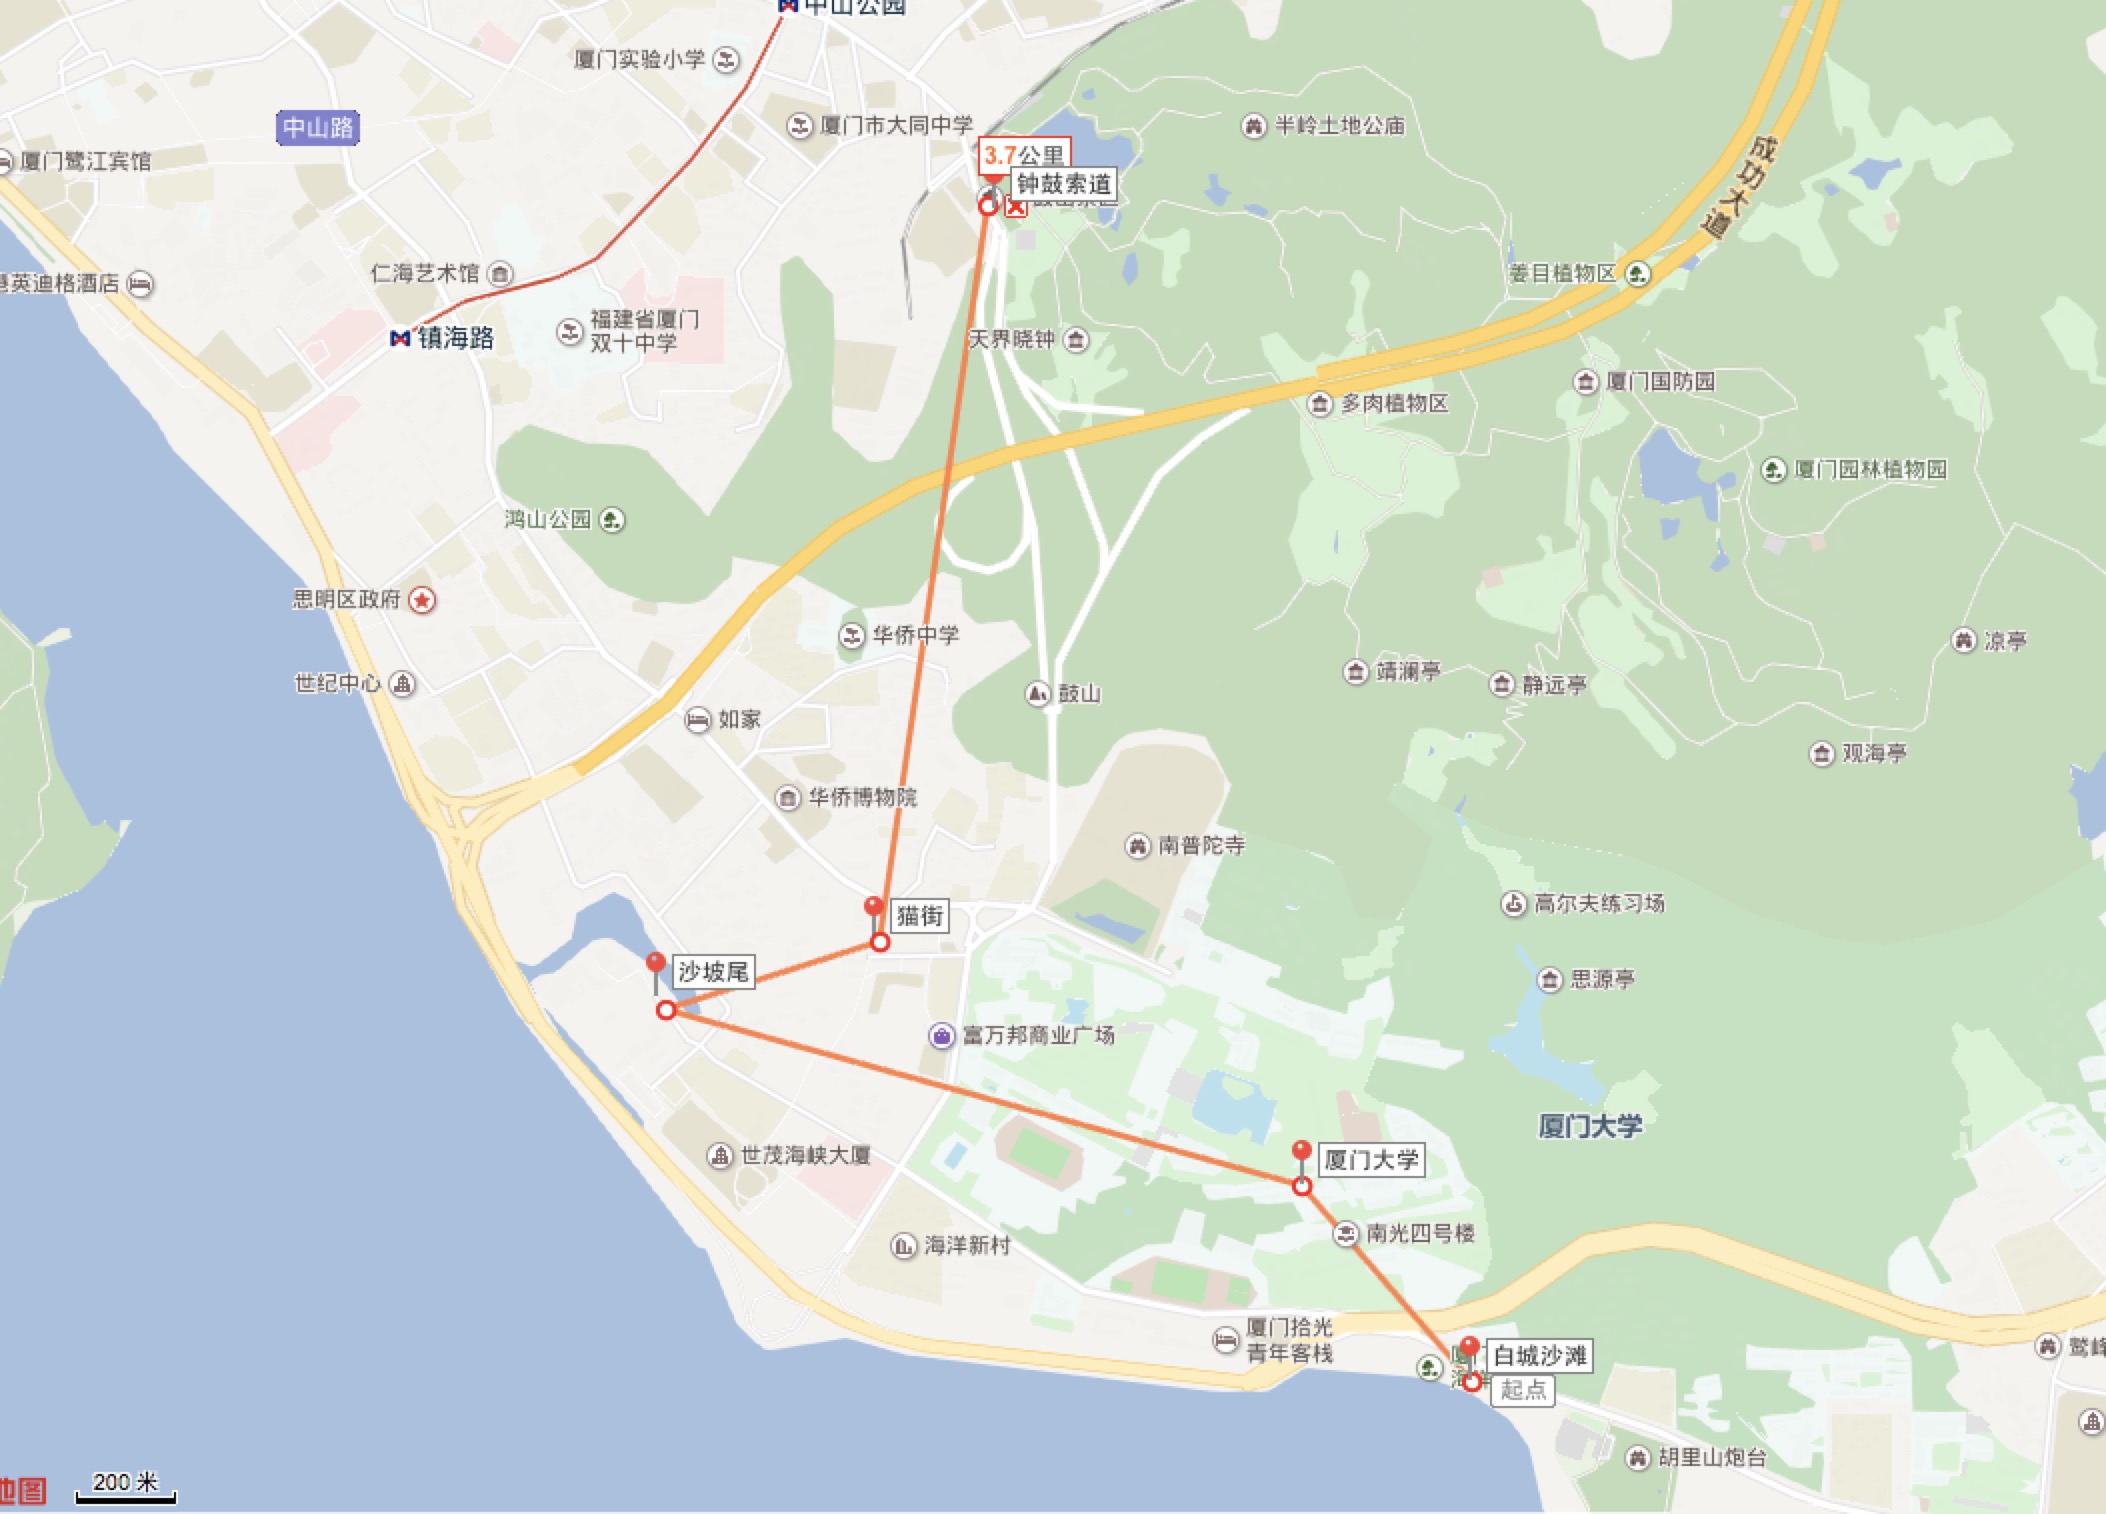 中山公园
厦门实验小学
中山路
厦门市大同中学
半岭土地公庙
成功大道
厦门鹭江宾馆
3.7公里
钟鼓索道
仁海艺术馆
英迪格酒店
姜目植物区
镇海路
福建省厦门
双十中学
天界晓钟
厦门国防园
多肉植物区
厦门园林植物园
鸿山公园
思明区政府
华侨中学
凉亭
世纪中心
靖澜亭
静远亭
鼓山
如家
观海亭
华侨博物院
南普陀寺
高尔夫练习场
猫街
沙坡尾
思源亭
富万邦商业广场
厦门大学
世茂海峡大厦
厦门大学
南光四号楼
海洋新村
厦门拾光
青年客栈
白城沙滩
起点
胡里山炮台
地图
200 米